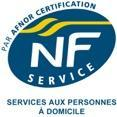 PAR AFNOR CERTIFICATION
NF
SERVICE
SERVICES AUX PERSONNES
À DOMICILE